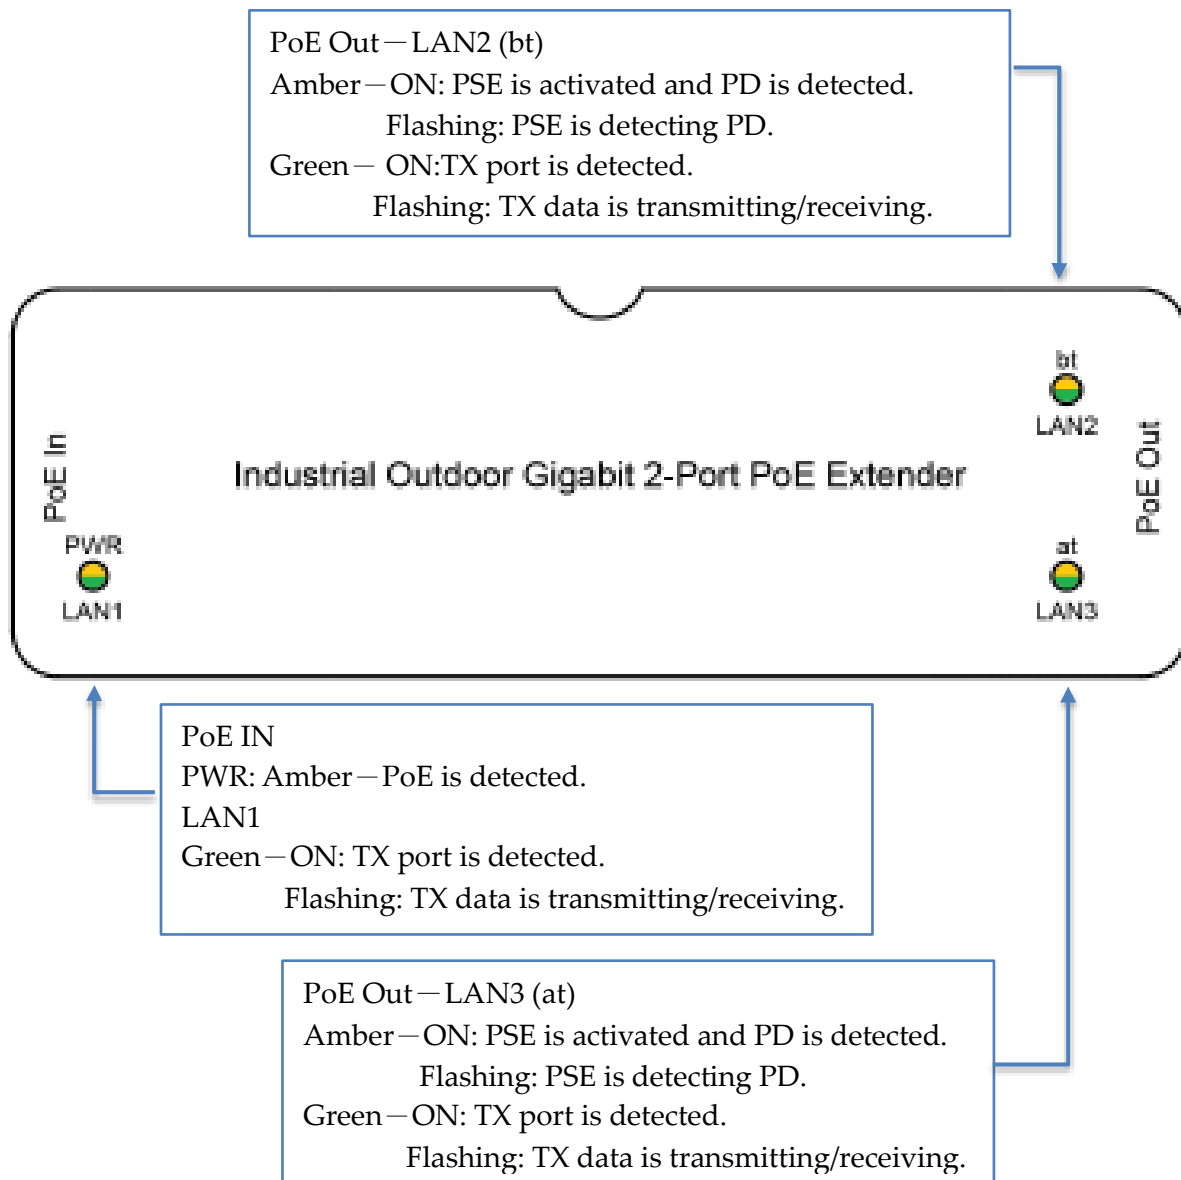 PoE Out—LAN2 (bt)
Amber—ON: PSE is activated and PD is detected.
Flashing: PSE is detecting PD.
Green— ON:TX port is detected.
Flashing: TX data is transmitting/receiving.
bt
LAN2
PoE In
Industrial Outdoor Gigabit 2-Port PoE Extender
PoE Out
PWR
LAN1
at
LAN3
PoE IN
PWR: Amber—PoE is detected.
LAN1
Green—ON: TX port is detected.
Flashing: TX data is transmitting/receiving.
PoE Out—LAN3 (at)
Amber—ON: PSE is activated and PD is detected.
Flashing: PSE is detecting PD.
Green—ON: TX port is detected.
Flashing: TX data is transmitting/receiving.